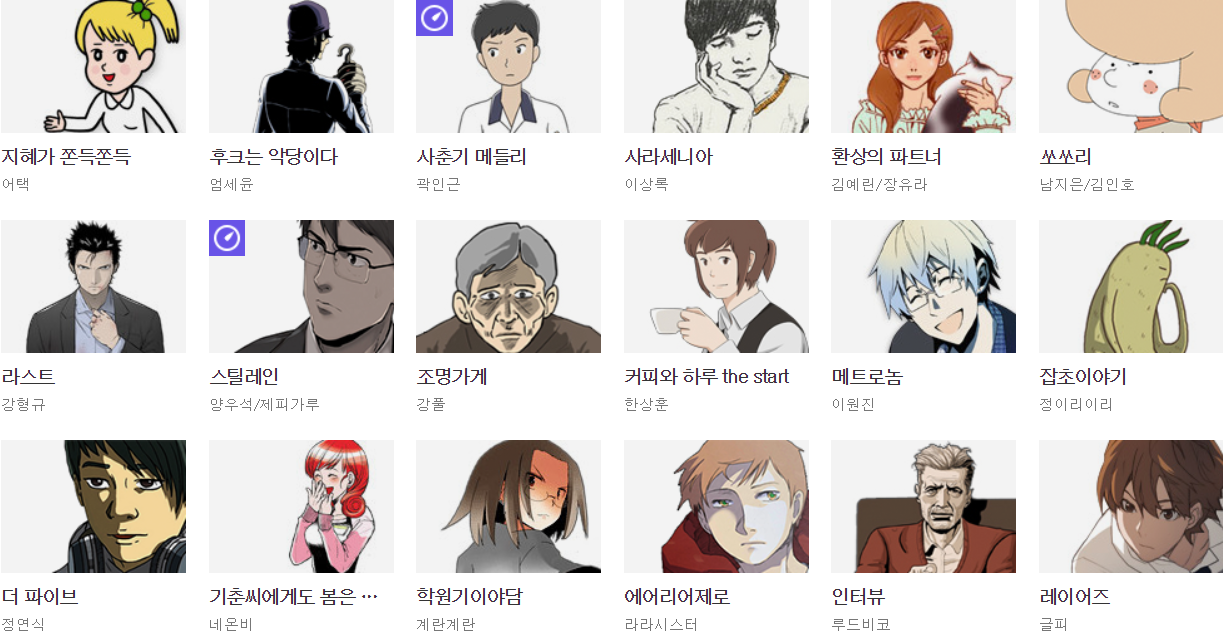 지혜가 쫀득쫀득
어택
후크는 악당이다
엄세윤
사춘기 메들리
곽인근
사라세니아
이상록
환상의 파트너
김예린/장유라
쏘쏘리
남지은/김인호
라스트
강형규
스틸레인
양우석/제피가루
조명가게
강풀
커피와 하루 the start
한상훈
메트로놈
이원진
잡초이야기
정이리이리
더 파이브
정연식
기춘씨에게도 봄은 …
네온비
학원기이야담
계란계란
에어리어제로
라라시스터
인터뷰
루드비코
레이어즈
글피